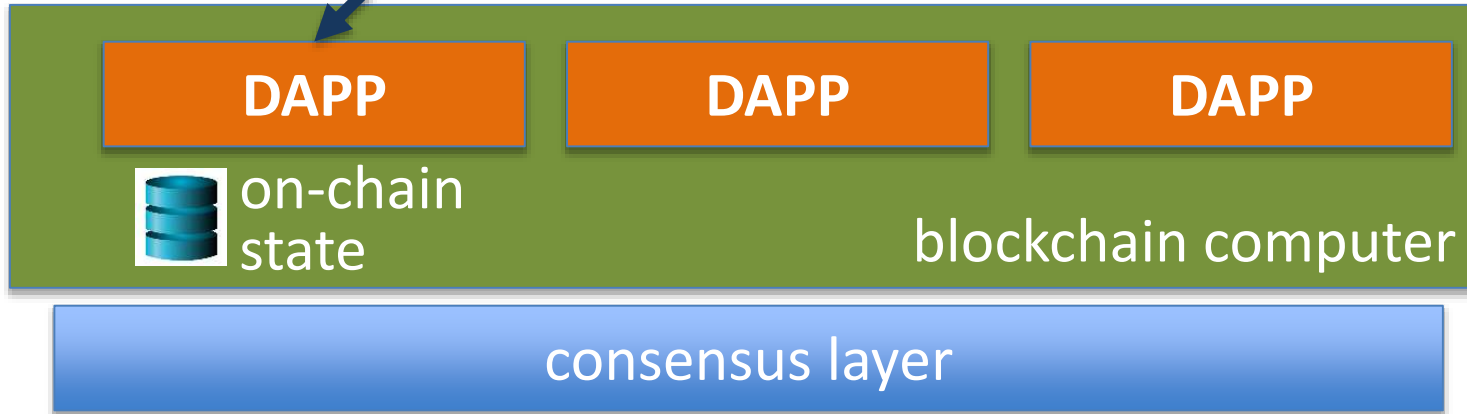 DAPP
DAPP
DAPP
on-chain
state
blockchain computer
consensus layer